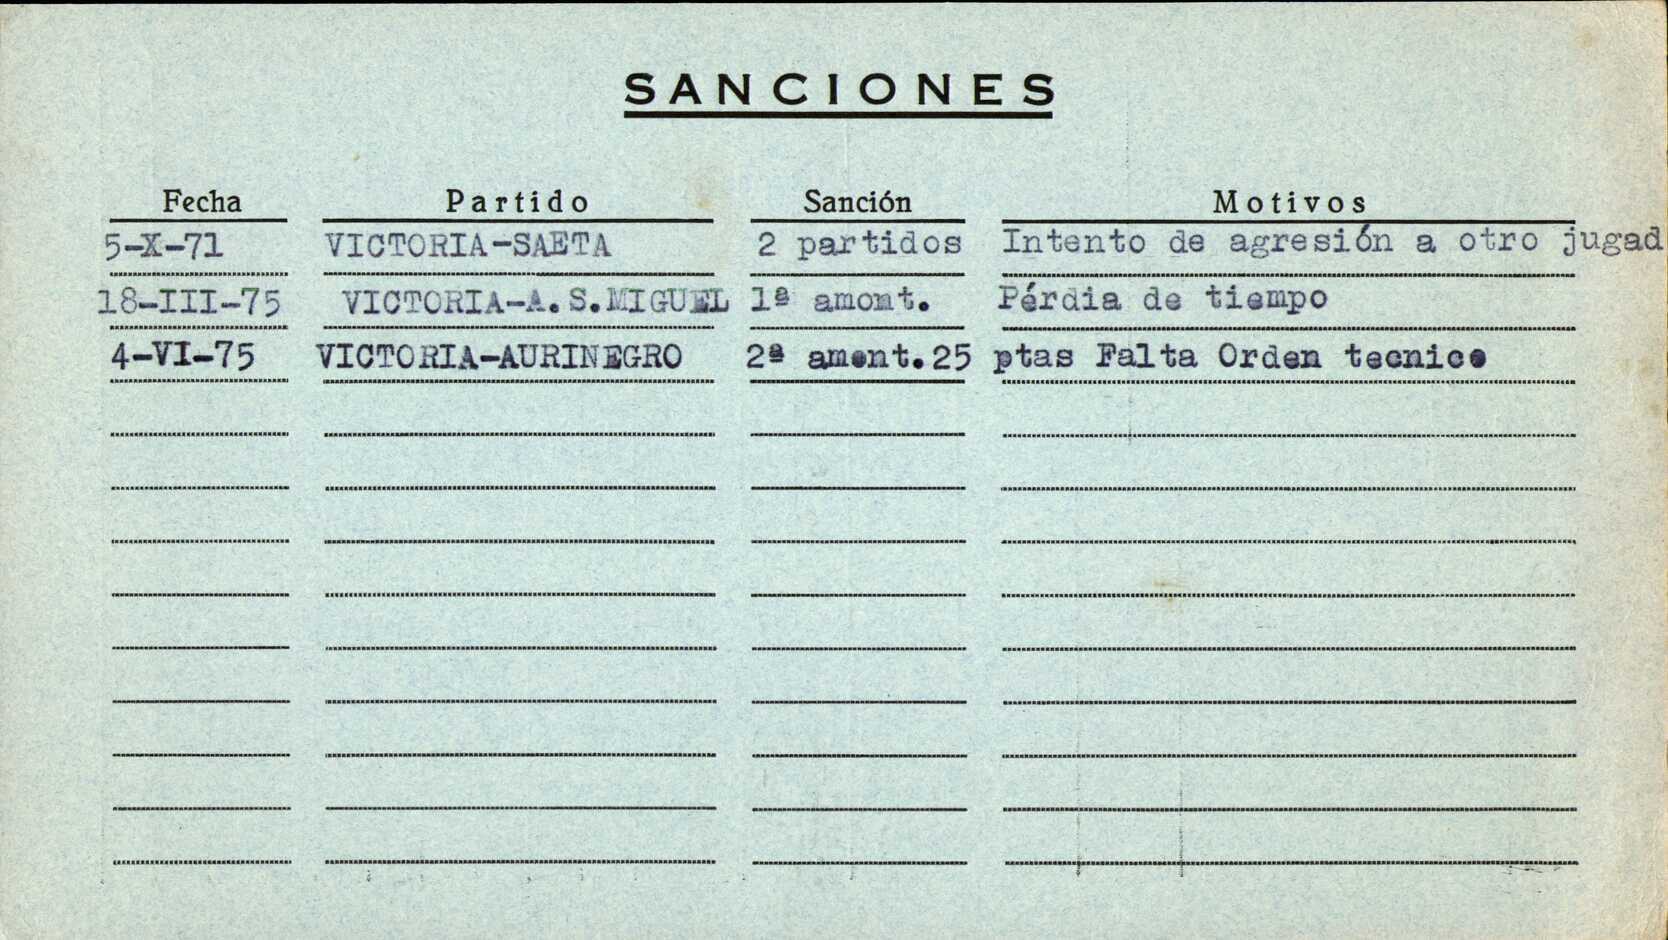 SANCIONES
Fecha Partido Sanción Motivos
5-X-71 VICTORIA-SAETA 2 partidos Intento de agresión a otro jugad
18-III-75 VICTORIA-A.S.MIGUEL 1ª amont. Pérdia de tiempo
4-VI-75 VICTORIA-AURINEGRO 2ª amont.25 ptas Falta Orden tecnico